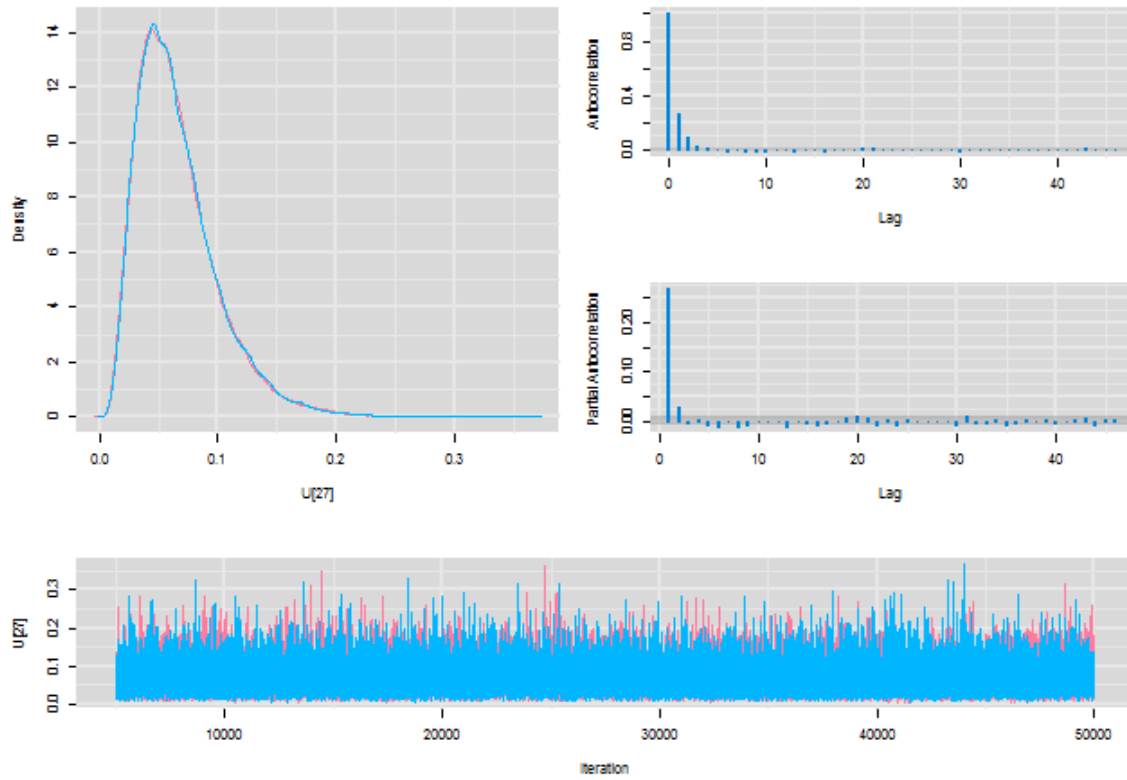 14
12
10
8
6
4
2
0
Density
0.0 0.1 0.2 0.3
U[27]
0.8
0.4
0.0
Autocorrelation
0 10 20 30 40
Lag
0.20
0.10
0.00
Partial Autocorrelation
0 10 20 30 40
Lag
0.3
0.2
0.1
0.0
U[27]
10000 20000 30000 40000 50000
Iteration